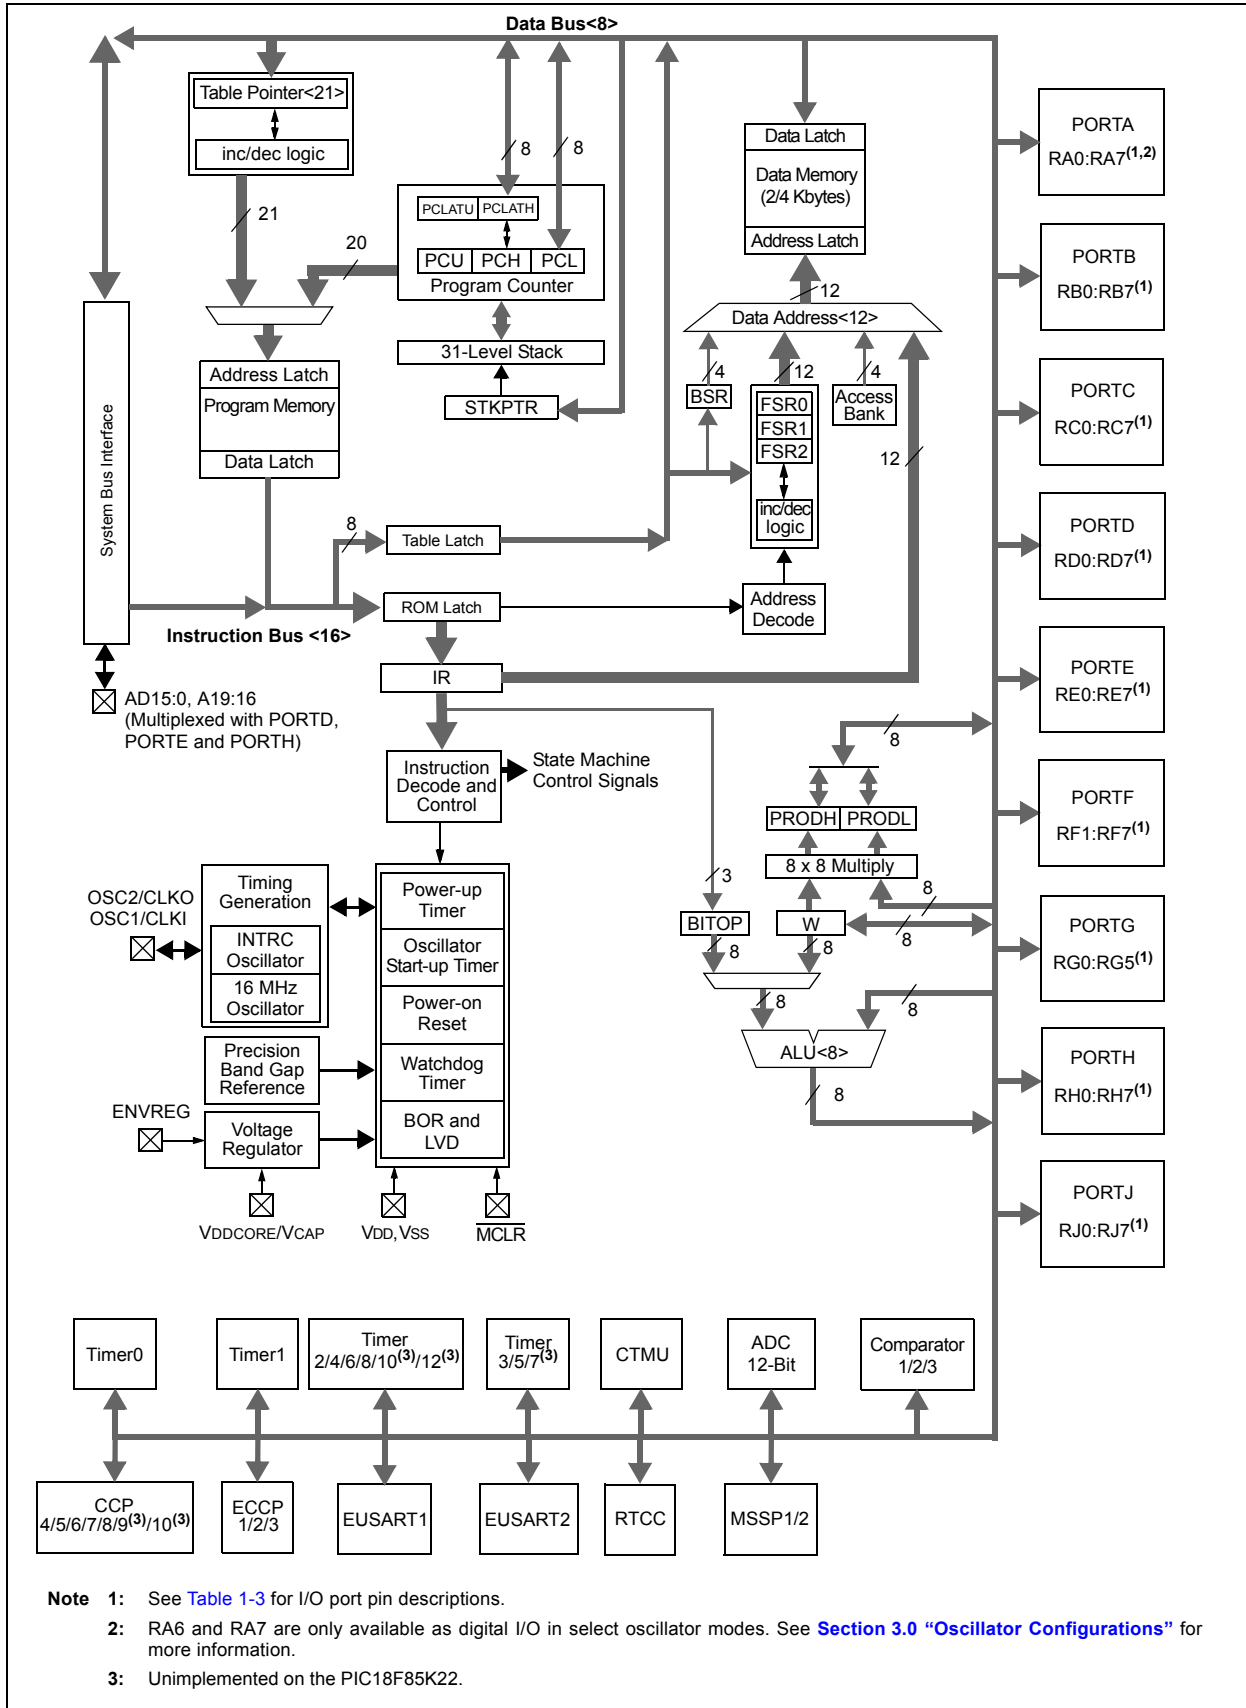 Data Bus<8>
Table Pointer<21>
inc/dec logic
21
8
8
PCLATU PCLATH
PCU PCH PCL
Program Counter
20
31-Level Stack
STKPTR
Address Latch
Program Memory
Data Latch
System Bus Interface
8
Table Latch
ROM Latch
Instruction Bus <16>
IR
AD15:0, A19:16
(Multiplexed with PORTD,
PORTE and PORTH)
Data Latch
Data Memory
(2/4 Kbytes)
Address Latch
12
Data Address<12>
4
12
4
BSR
FSR0
FSR1
FSR2
inc/dec
logic
Access
Bank
12
Address
Decode
Instruction
Decode and
Control
State Machine
Control Signals
8
PRODH PRODL
8 x 8 Multiply
3
8
BITOP
W
8
8
8
8
8
ALU<8>
8
OSC2/CLKO
OSC1/CLKI
Timing
Generation
INTRC
Oscillator
16 MHz
Oscillator
Precision
Band Gap
Reference
ENVREG
Voltage
Regulator
Power-up
Timer
Oscillator
Start-up Timer
Power-on
Reset
Watchdog
Timer
BOR and
LVD
VDDCORE/VCAP
VDD,VSS
MCLR
PORTA
RA0:RA7(1,2)
PORTB
RB0:RB7(1)
PORTC
RC0:RC7(1)
PORTD
RD0:RD7(1)
PORTE
RE0:RE7(1)
PORTF
RF1:RF7(1)
PORTG
RG0:RG5(1)
PORTH
RH0:RH7(1)
PORTJ
RJ0:RJ7(1)
Timer0
Timer1
Timer
2/4/6/8/10(3)/12(3)
Timer
3/5/7(3)
CTMU
ADC
12-Bit
Comparator
1/2/3
CCP
4/5/6/7/8/9(3)/10(3)
ECCP
1/2/3
EUSART1
EUSART2
RTCC
MSSP1/2
Note 1: See Table 1-3 for I/O port pin descriptions.
2: RA6 and RA7 are only available as digital I/O in select oscillator modes. See Section 3.0 “Oscillator Configurations” for
more information.
3: Unimplemented on the PIC18F85K22.